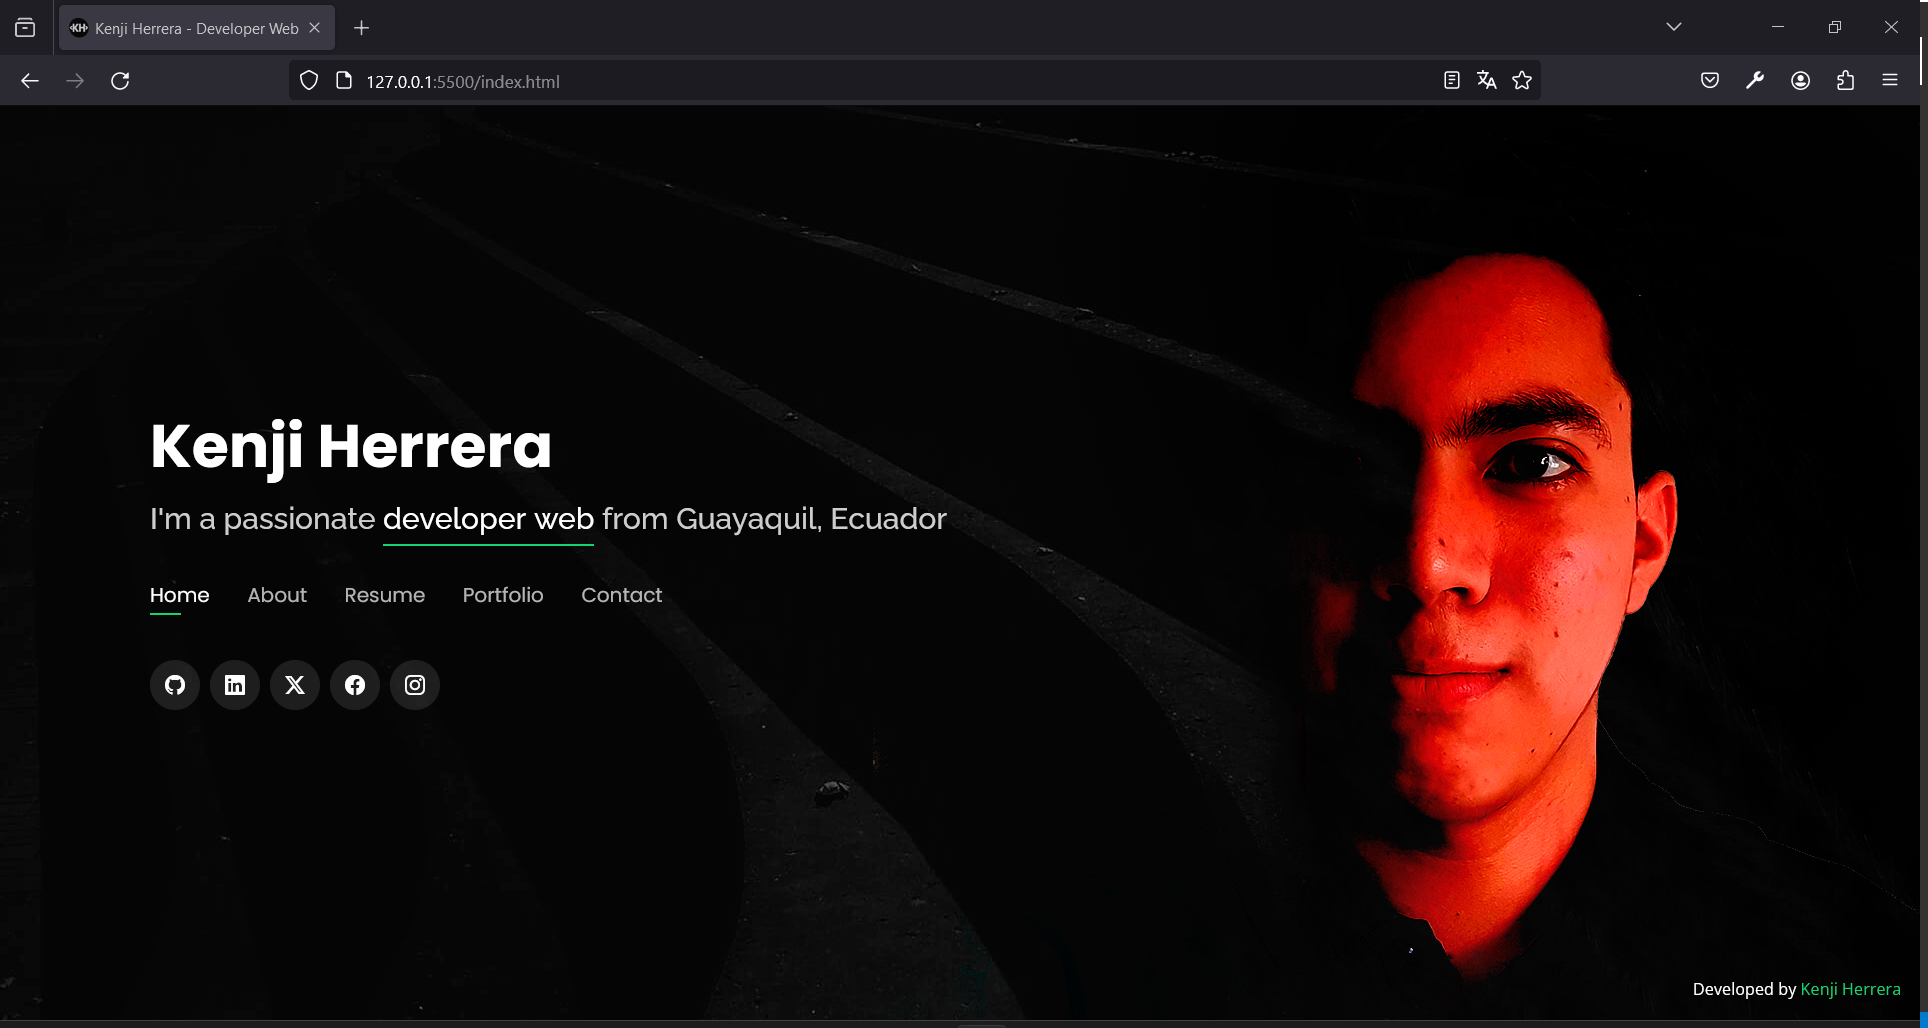 KH
Kenji Herrera - Developer Web
127.0.0.1:5500/index.html
Kenji Herrera
I'm a passionate developer web from Guayaquil, Ecuador
Home About Resume Portfolio Contact
Developed by Kenji Herrera